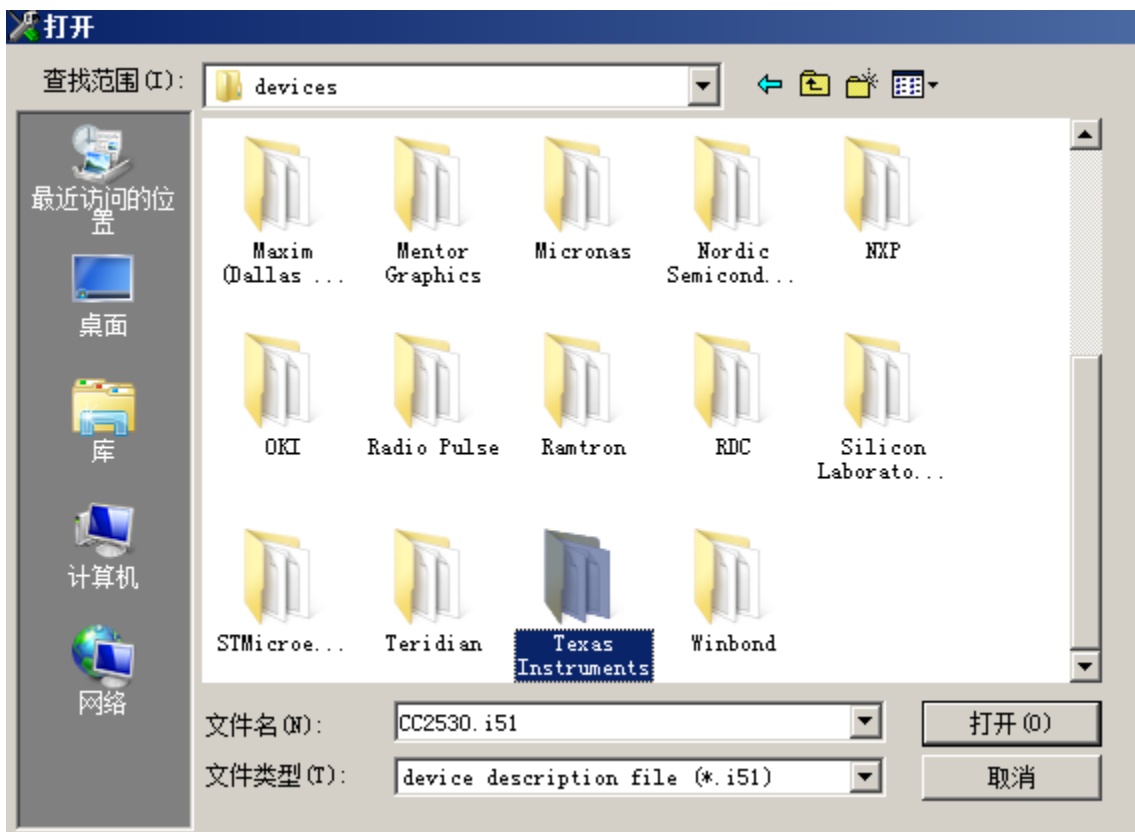 打开
查找范围(I):
devices
最近访问的位
置
桌面
库
计算机
网络
Maxim
(Dallas ...
Mentor
Graphics
Micronas
Nordic
Semicond...
NXP
OKI
Radio Pulse
Ramtron
RDC
Silicon
Laborato...
STMicroe...
Teridian
Texas
Instruments
Winbond
文件名(N):
CC2530.i51
打开(O)
文件类型(T):
device description file (*.i51)
取消